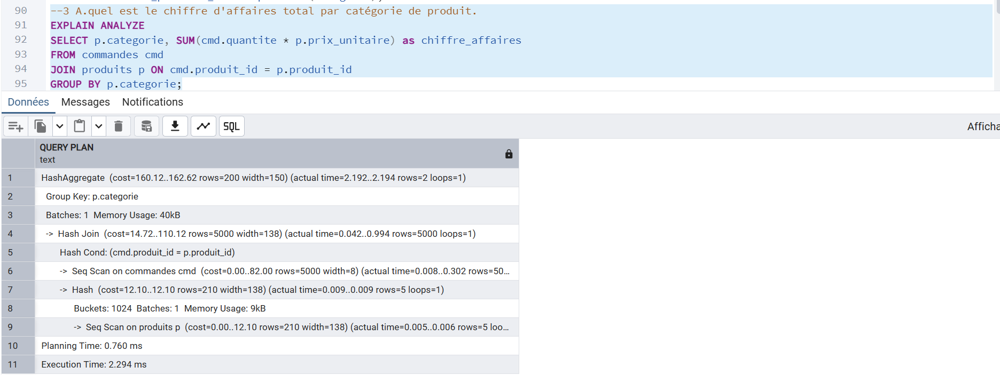 90 --3 A.quel est le chiffre d'affaires total par catégorie de produit.
91 EXPLAIN ANALYZE
92 SELECT p.categorie, SUM(cmd.quantite * p.prix_unitaire) as chiffre_affaires
93 FROM commandes cmd
94 JOIN produits p ON cmd.produit_id = p.produit_id
95 GROUP BY p.categorie;
Données Messages Notifications
SQL Afficha
QUERY PLAN
text
1 HashAggregate (cost=160.12..162.62 rows=200 width=150) (actual time=2.192..2.194 rows=2 loops=1)
2 Group Key: p.categorie
3 Batches: 1 Memory Usage: 40kB
4 -> Hash Join (cost=14.72..110.12 rows=5000 width=138) (actual time=0.042..0.994 rows=5000 loops=1)
5 Hash Cond: (cmd.produit_id = p.produit_id)
6 -> Seq Scan on commandes cmd (cost=0.00..82.00 rows=5000 width=8) (actual time=0.008..0.302 rows=50…
7 -> Hash (cost=12.10..12.10 rows=210 width=138) (actual time=0.009..0.009 rows=5 loops=1)
8 Buckets: 1024 Batches: 1 Memory Usage: 9kB
9 -> Seq Scan on produits p (cost=0.00..12.10 rows=210 width=138) (actual time=0.005..0.006 rows=5 loo…
10 Planning Time: 0.760 ms
11 Execution Time: 2.294 ms